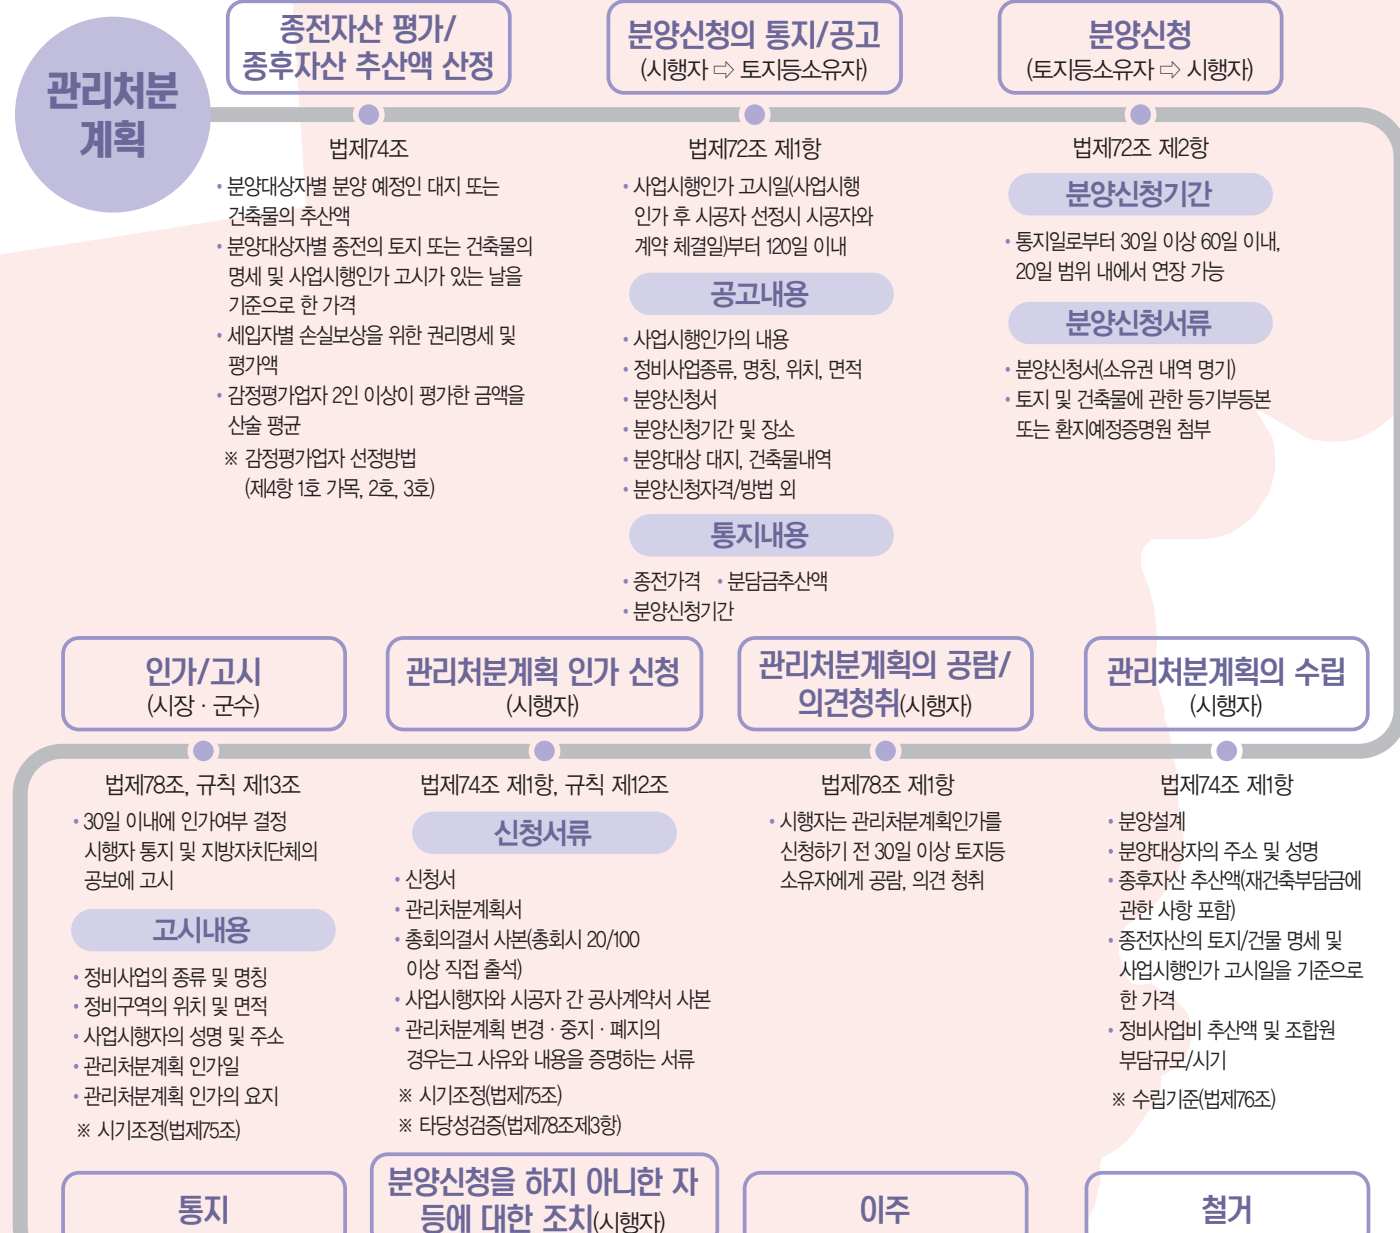 관리처분
계획
종전자산 평가/
종후자산 추산액 산정
법제74조
• 분양대상자별 분양 예정인 대지 또는
건축물의 추산액
• 분양대상자별 종전의 토지 또는 건축물의
명세 및 사업시행인가 고시가 있는 날을
기준으로 한 가격
• 세입자별 손실보상을 위한 권리명세 및
평가액
• 감정평가업자 2인 이상이 평가한 금액을
산술 평균
※ 감정평가업자 선정방법
(제4항 1호 가목, 2호, 3호)
분양신청의 통지/공고
(시행자 ⇨ 토지등소유자)
법제72조 제1항
• 사업시행인가 고시일(사업시행
인가 후 시공자 선정시 시공자와
계약 체결일)부터 120일 이내
공고내용
• 사업시행인가의 내용
• 정비사업종류, 명칭, 위치, 면적
• 분양신청서
• 분양신청기간 및 장소
• 분양대상 대지, 건축물내역
• 분양신청자격/방법 외
통지내용
• 종전가격 • 분담금추산액
• 분양신청기간
분양신청
(토지등소유자 ⇨ 시행자)
법제72조 제2항
분양신청기간
• 통지일로부터 30일 이상 60일 이내,
20일 범위 내에서 연장 가능
분양신청서류
• 분양신청서(소유권 내역 명기)
• 토지 및 건축물에 관한 등기부등본
또는 환지예정증명원 첨부
인가/고시
(시장 · 군수)
법제78조, 규칙 제13조
• 30일 이내에 인가여부 결정
시행자 통지 및 지방자치단체의
공보에 고시
고시내용
• 정비사업의 종류 및 명칭
• 정비구역의 위치 및 면적
• 사업시행자의 성명 및 주소
• 관리처분계획 인가일
• 관리처분계획 인가의 요지
※ 시기조정(법제75조)
관리처분계획 인가 신청
(시행자)
법제74조 제1항, 규칙 제12조
신청서류
• 신청서
• 관리처분계획서
• 총회의결서 사본(총회시 20/100
이상 직접 출석)
• 사업시행자와 시공자 간 공사계약서 사본
• 관리처분계획 변경 · 중지 · 폐지의
경우는그 사유와 내용을 증명하는 서류
※ 시기조정(법제75조)
※ 타당성검증(법제78조제3항)
관리처분계획의 공람/
의견청취(시행자)
법제78조 제1항
• 시행자는 관리처분계획인가를
신청하기 전 30일 이상 토지등
소유자에게 공람, 의견 청취
관리처분계획의 수립
(시행자)
법제74조 제1항
• 분양설계
• 분양대상자의 주소 및 성명
• 종후자산 추산액(재건축부담금에
관한 사항 포함)
• 종전자산의 토지/건물 명세 및
사업시행인가 고시일을 기준으로
한 가격
• 정비사업비 추산액 및 조합원
부담규모/시기
※ 수립기준(법제76조)
통지
분양신청을 하지 아니한 자
등에 대한 조치(시행자)
이주
철거